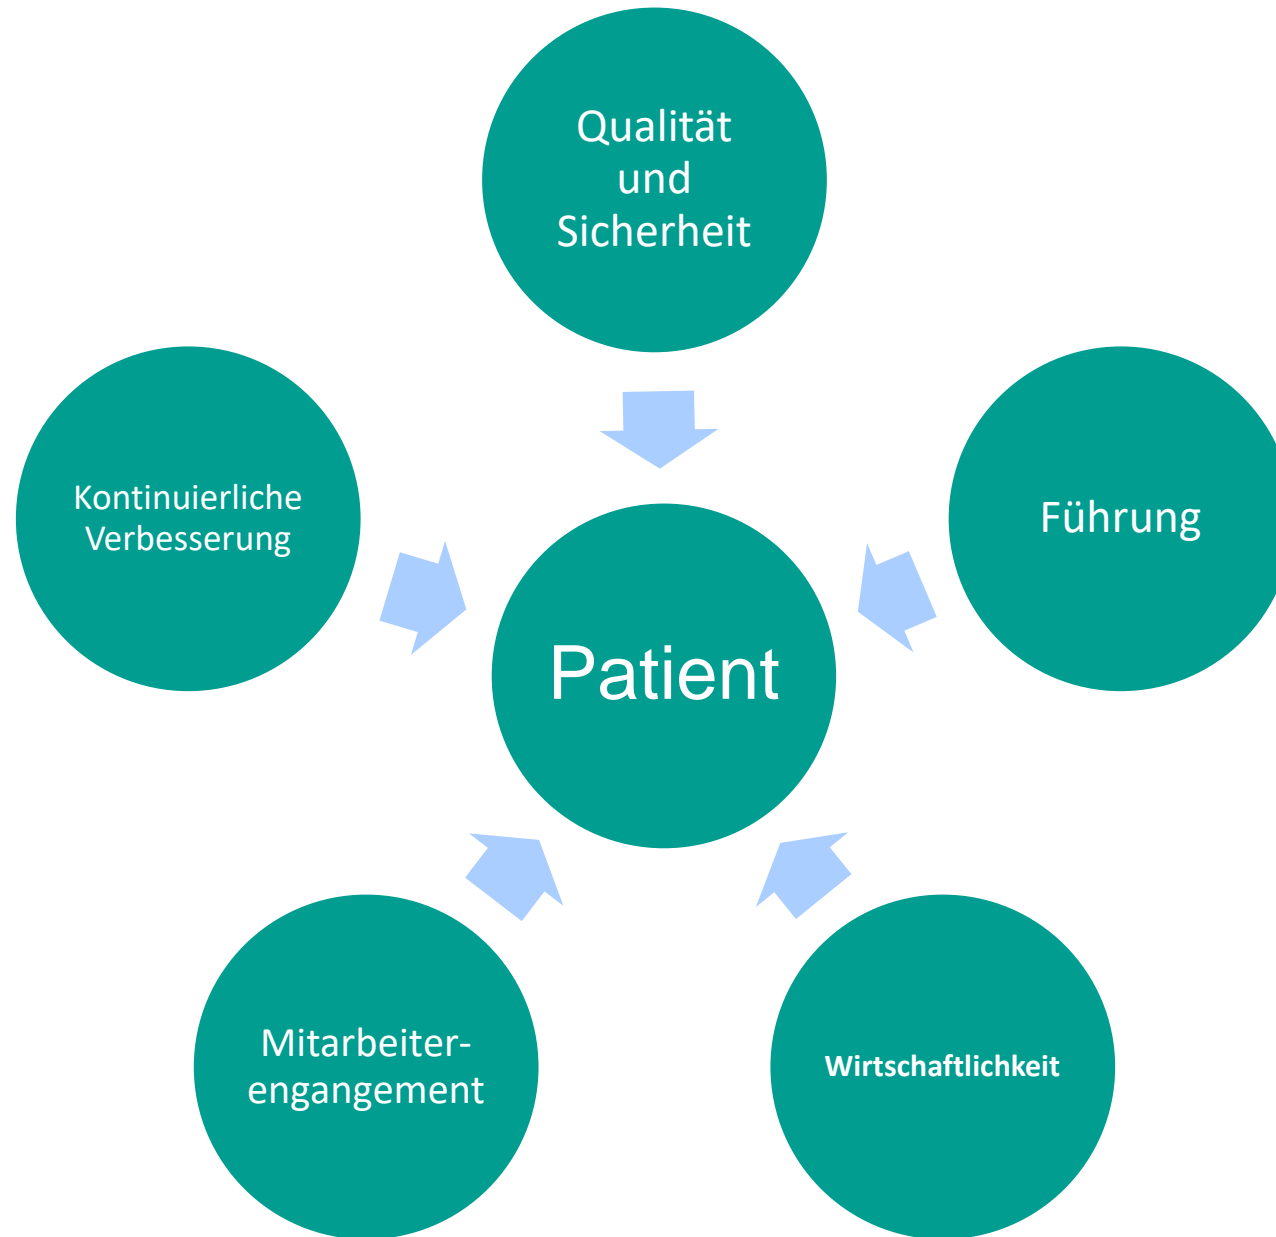 Qualität
und
Sicherheit
Kontinuierliche
Verbesserung
Führung
Patient
Mitarbeiter-
engangement
Wirtschaftlichkeit